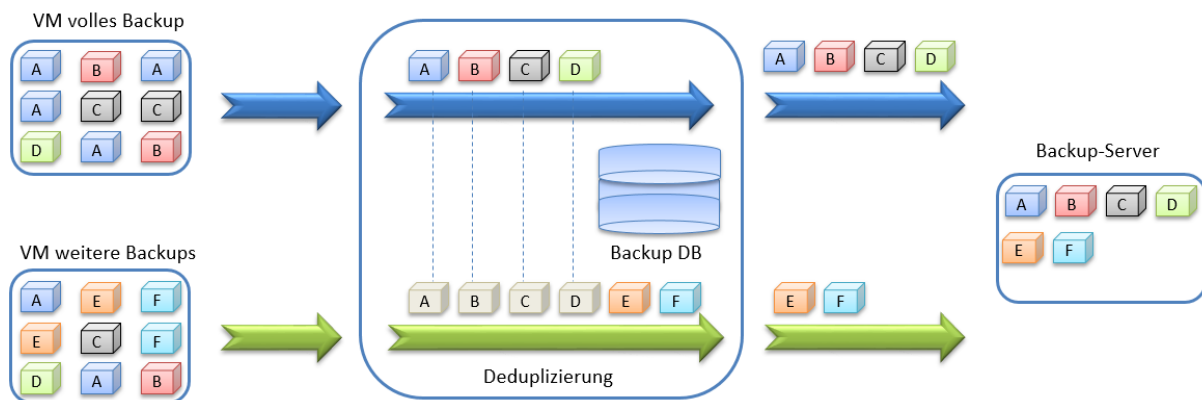 VM volles Backup
A B A
A C C
D A B
A B C D
A B C D
Backup DB
Backup-Server
A B C D
E F
VM weitere Backups
A E F
E C F
D A B
A B C D E F
E F
Deduplizierung